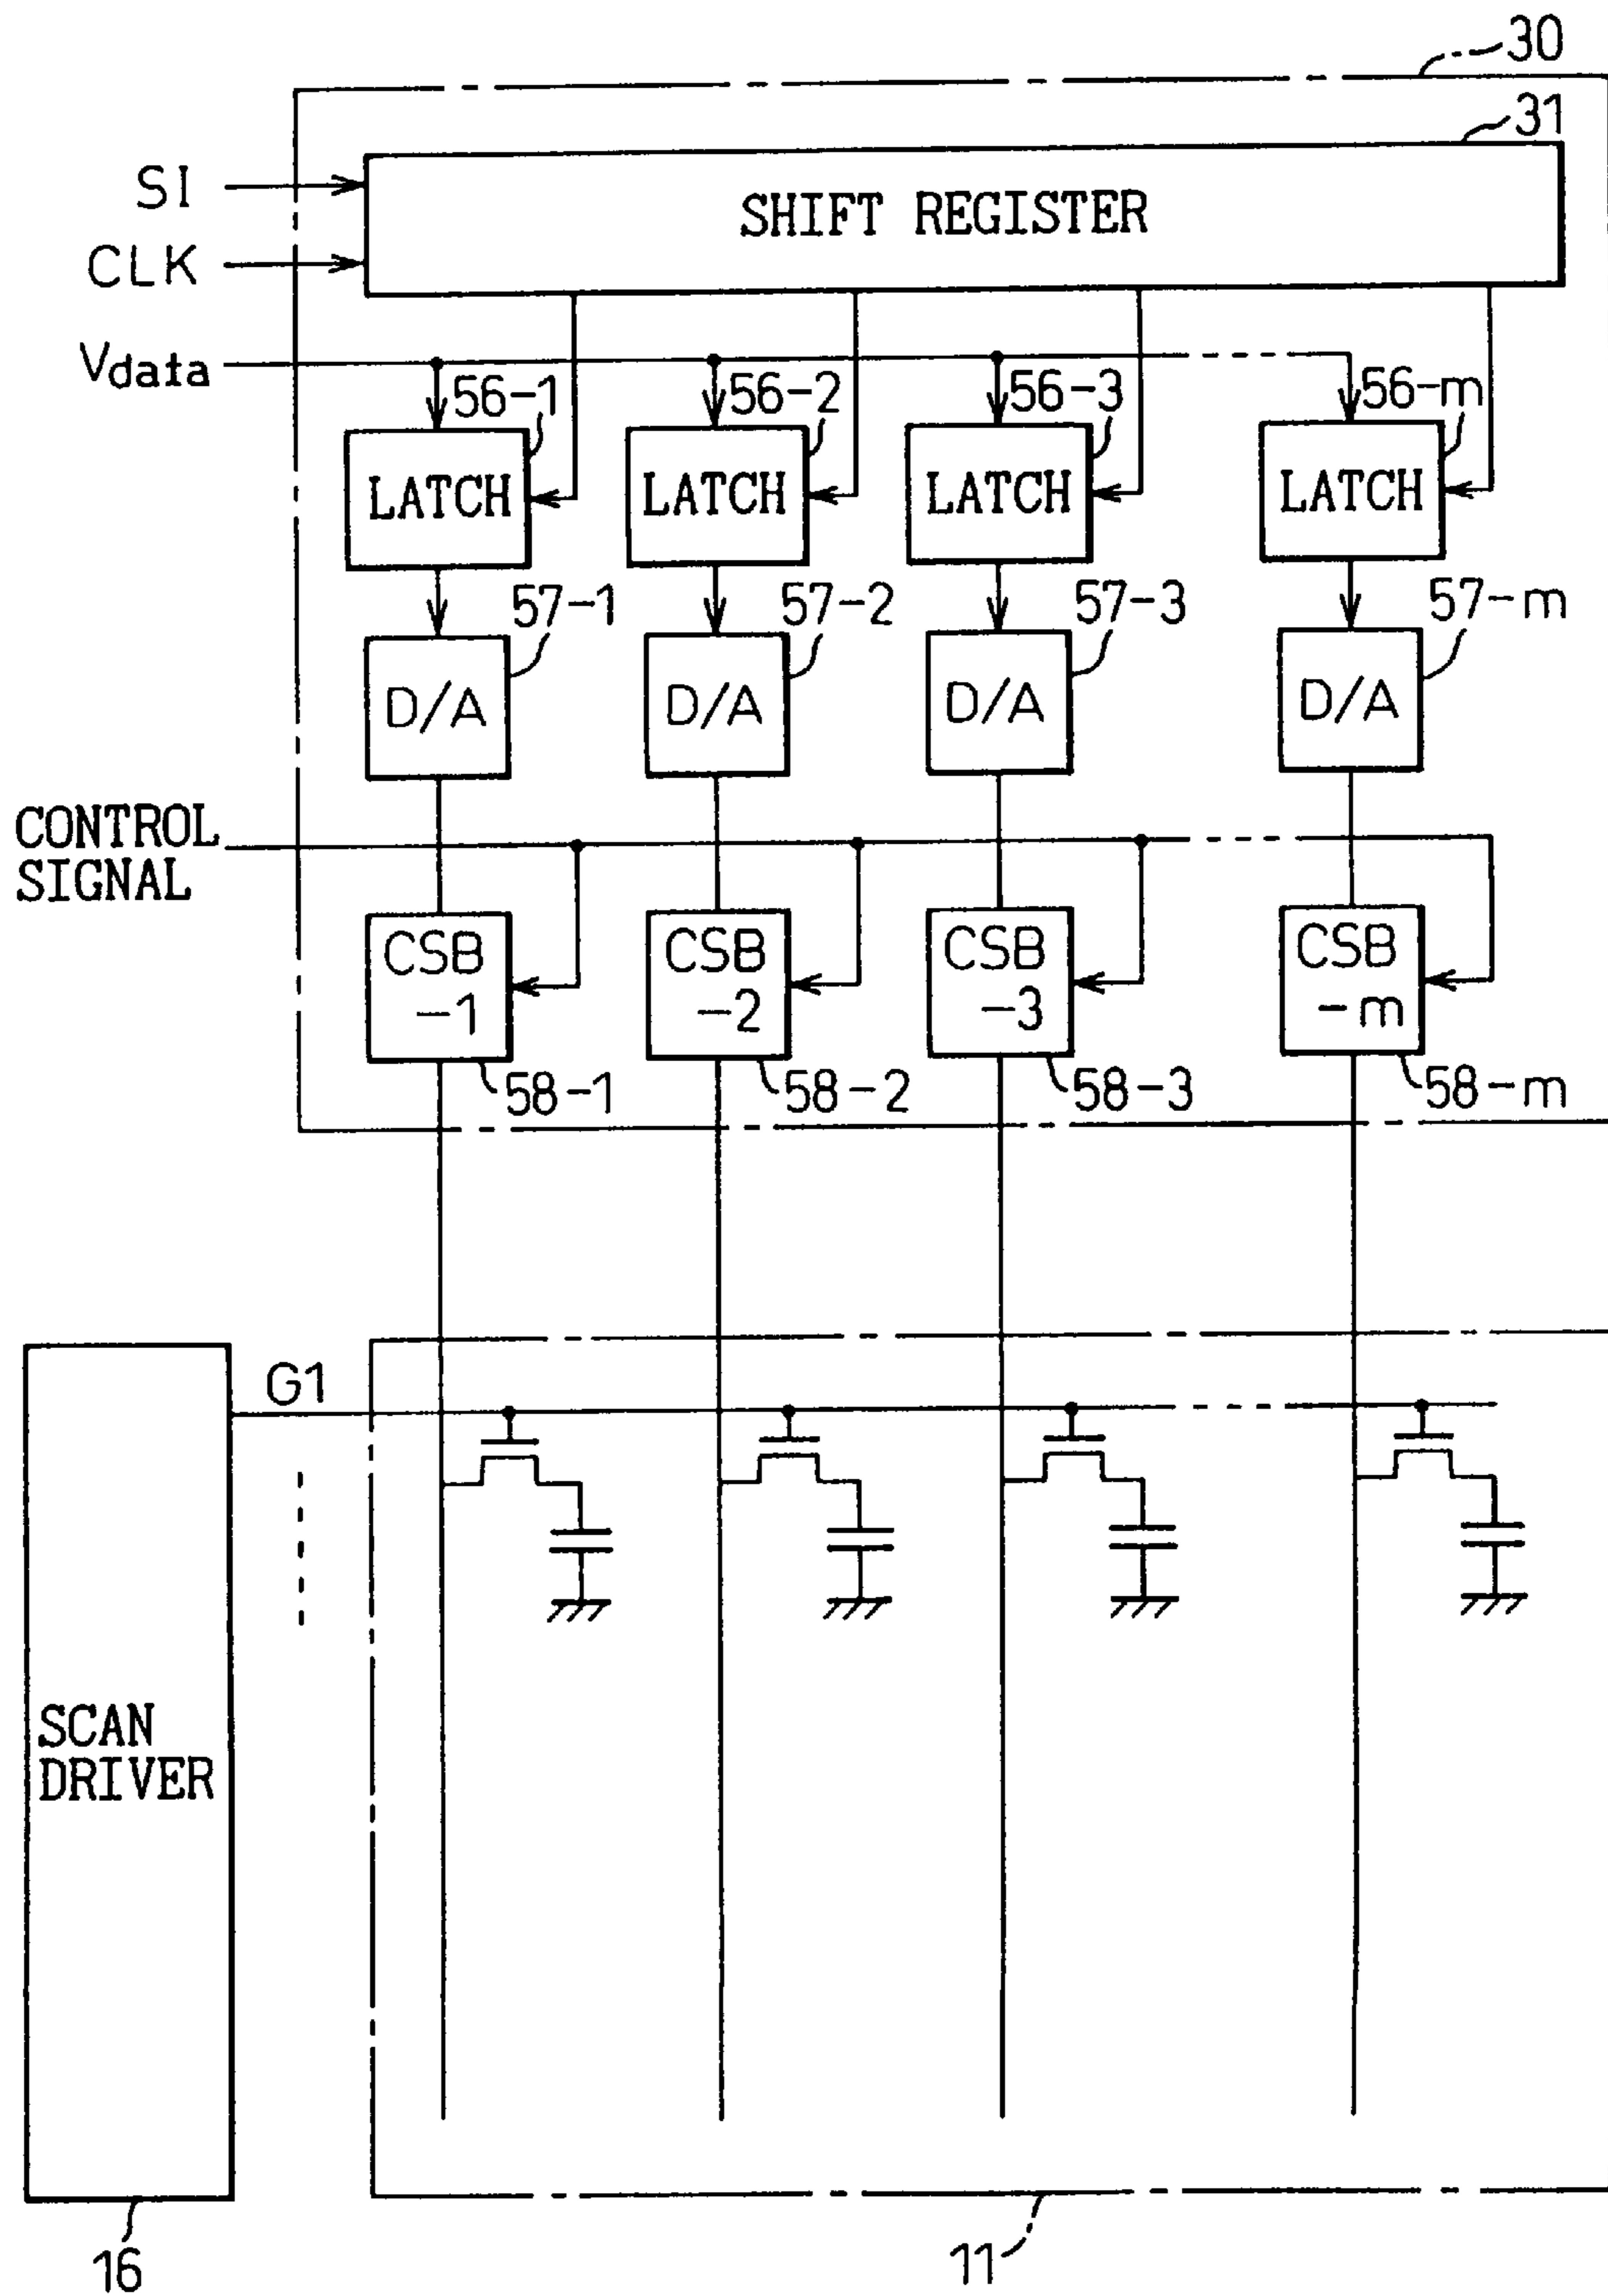 30
31
SI
SHIFT REGISTER
CLK
Vdata
56-1
56-2
56-3
56-m
LATCH
LATCH
LATCH
LATCH
57-1
57-2
57-3
57-m
D/A
D/A
D/A
D/A
CONTROL
SIGNAL
CSB
-1
CSB
-2
CSB
-3
CSB
-m
58-1
58-2
58-3
58-m
G1
SCAN
DRIVER
16
11